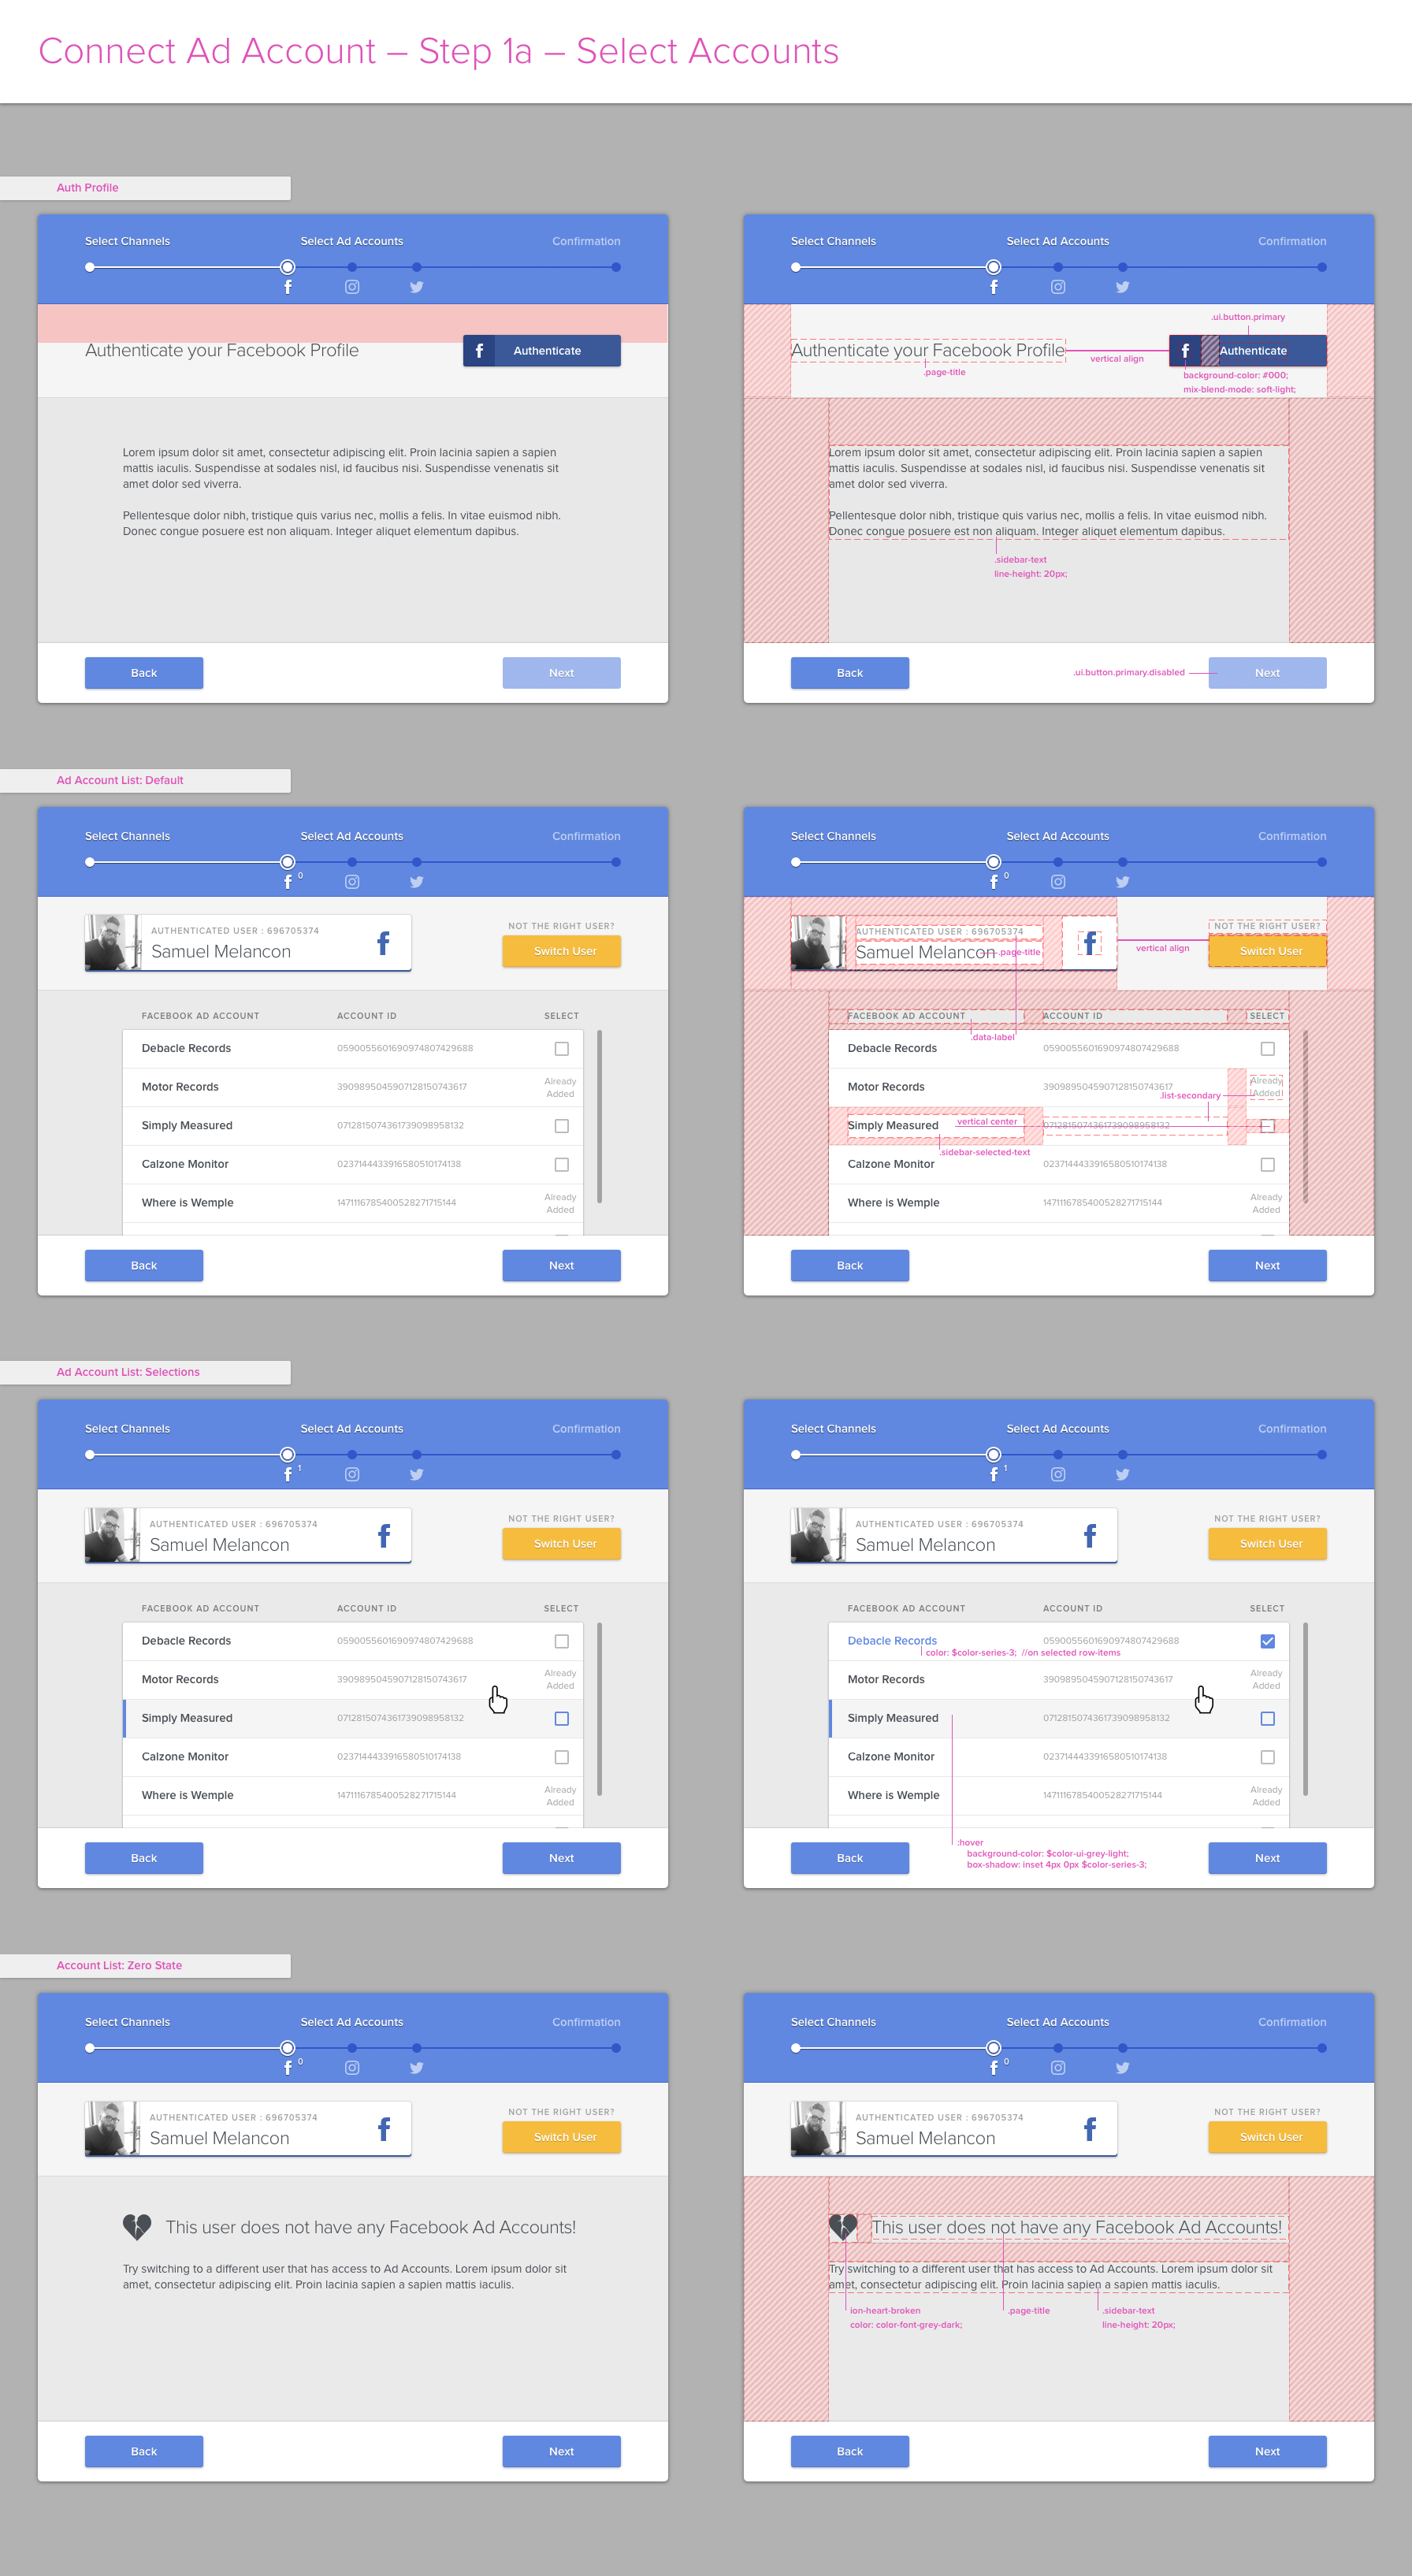 Connect Ad Account – Step 1a – Select Accounts
Auth Profile
Select Channels
Select Ad Accounts
Confirmation
Authenticate your Facebook Profile
Authenticate
Lorem ipsum dolor sit amet, consectetur adipiscing elit. Proin lacinia sapien a sapien
mattis iaculis. Suspendisse at sodales nisl, id faucibus nisi. Suspendisse venenatis sit
amet dolor sed viverra.
Pellentesque dolor nibh, tristique quis varius nec, mollis a felis. In vitae euismod nibh.
Donec congue posuere est non aliquam. Integer aliquet elementum dapibus.
Back
Next
Select Channels
Select Ad Accounts
Confirmation
.ui.button.primary
Authenticate your Facebook Profile
vertical align
Authenticate
.page-title
background-color: #000;
mix-blend-mode: soft-light;
Lorem ipsum dolor sit amet, consectetur adipiscing elit. Proin lacinia sapien a sapien
mattis iaculis. Suspendisse at sodales nisl, id faucibus nisi. Suspendisse venenatis sit
amet dolor sed viverra.
Pellentesque dolor nibh, tristique quis varius nec, mollis a felis. In vitae euismod nibh.
Donec congue posuere est non aliquam. Integer aliquet elementum dapibus.
.sidebar-text
line-height: 20px;
Back
.ui.button.primary.disabled
Next
Ad Account List: Default
Select Channels
Select Ad Accounts
Confirmation
0
AUTHENTICATED USER : 696705374
Samuel Melancon
NOT THE RIGHT USER?
Switch User
FACEBOOK AD ACCOUNT
ACCOUNT ID
SELECT
Debacle Records
0590055601690974807429688
Motor Records
3909895045907128150743617
Already
Added
Simply Measured
0712815074361739098958132
Calzone Monitor
0237144433916580510174138
Where is Wemple
1471116785400528271715144
Already
Added
Back
Next
Select Channels
Select Ad Accounts
Confirmation
0
AUTHENTICATED USER : 696705374
Samuel Melancon
.page-title
vertical align
NOT THE RIGHT USER?
Switch User
FACEBOOK AD ACCOUNT
ACCOUNT ID
SELECT
.data-label
Debacle Records
0590055601690974807429688
Motor Records
3909895045907128150743617
Already
Added
.list-secondary
Simply Measured
vertical center
0712815074361739098958132
.sidebar-selected-text
Calzone Monitor
0237144433916580510174138
Where is Wemple
1471116785400528271715144
Already
Added
Back
Next
Ad Account List: Selections
Select Channels
Select Ad Accounts
Confirmation
1
AUTHENTICATED USER : 696705374
Samuel Melancon
NOT THE RIGHT USER?
Switch User
FACEBOOK AD ACCOUNT
ACCOUNT ID
SELECT
Debacle Records
0590055601690974807429688
Motor Records
3909895045907128150743617
Already
Added
Simply Measured
0712815074361739098958132
Calzone Monitor
0237144433916580510174138
Where is Wemple
1471116785400528271715144
Already
Added
Back
Next
Select Channels
Select Ad Accounts
Confirmation
1
AUTHENTICATED USER : 696705374
Samuel Melancon
NOT THE RIGHT USER?
Switch User
FACEBOOK AD ACCOUNT
ACCOUNT ID
SELECT
Debacle Records
0590055601690974807429688
color: $color-series-3; //on selected row-items
Motor Records
3909895045907128150743617
Already
Added
Simply Measured
0712815074361739098958132
Calzone Monitor
0237144433916580510174138
Where is Wemple
1471116785400528271715144
Already
Added
:hover
background-color: $color-ui-grey-light;
box-shadow: inset 4px 0px $color-series-3;
Back
Next
Account List: Zero State
Select Channels
Select Ad Accounts
Confirmation
0
AUTHENTICATED USER : 696705374
Samuel Melancon
NOT THE RIGHT USER?
Switch User
This user does not have any Facebook Ad Accounts!
Try switching to a different user that has access to Ad Accounts. Lorem ipsum dolor sit
amet, consectetur adipiscing elit. Proin lacinia sapien a sapien mattis iaculis.
Back
Next
Select Channels
Select Ad Accounts
Confirmation
0
AUTHENTICATED USER : 696705374
Samuel Melancon
NOT THE RIGHT USER?
Switch User
This user does not have any Facebook Ad Accounts!
Try switching to a different user that has access to Ad Accounts. Lorem ipsum dolor sit
amet, consectetur adipiscing elit. Proin lacinia sapien a sapien mattis iaculis.
ion-heart-broken
color: color-font-grey-dark;
.page-title
.sidebar-text
line-height: 20px;
Back
Next